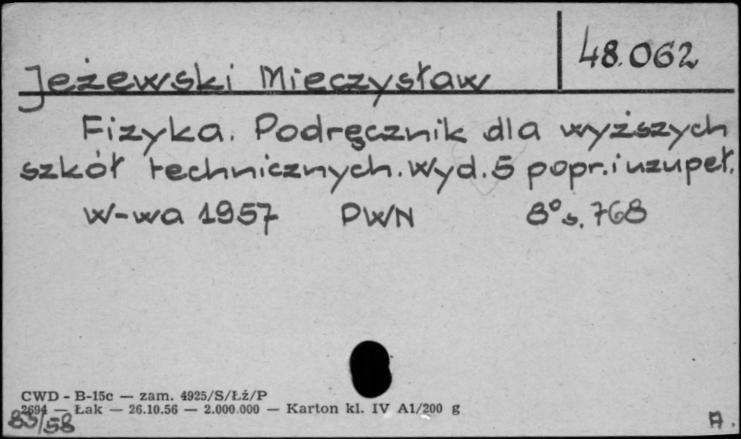 48.062
Jeżewski Mieczysław
Fizyka. Podręcznik dla wyższych
szkół technicznych. Wyd. 5 popr. i uzupeł.
W-wa 1957 PWN 8° s. 768
CWD - B-15c — zam. 4925/S/Łż/P
2694 — Łak — 26.10.56 — 2.000.000 — Karton kl. IV A1/200 g
83/58 A.